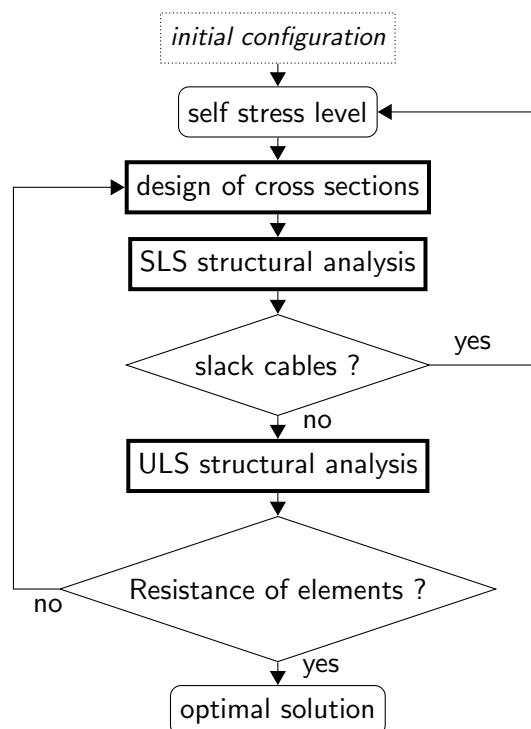 initial configuration
self stress level
design of cross sections
SLS structural analysis
yes
slack cables ?
no
ULS structural analysis
Resistance of elements ?
no
yes
optimal solution